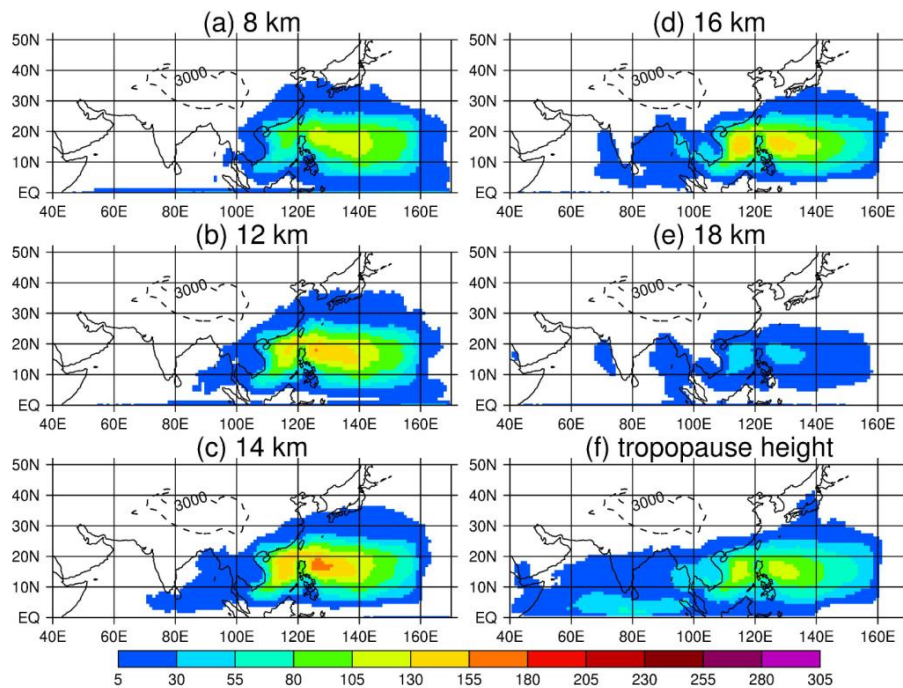 (a) 8 km
50N
40N
30N
20N
10N
EQ
3000
40E 60E 80E 100E 120E 140E 160E
(b) 12 km
50N
40N
30N
20N
10N
EQ
3000
40E 60E 80E 100E 120E 140E 160E
(c) 14 km
50N
40N
30N
20N
10N
EQ
3000
40E 60E 80E 100E 120E 140E 160E
(d) 16 km
50N
40N
30N
20N
10N
EQ
3000
40E 60E 80E 100E 120E 140E 160E
(e) 18 km
50N
40N
30N
20N
10N
EQ
3000
40E 60E 80E 100E 120E 140E 160E
(f) tropopause height
50N
40N
30N
20N
10N
EQ
3000
40E 60E 80E 100E 120E 140E 160E
5 30 55 80 105 130 155 180 205 230 255 280 305